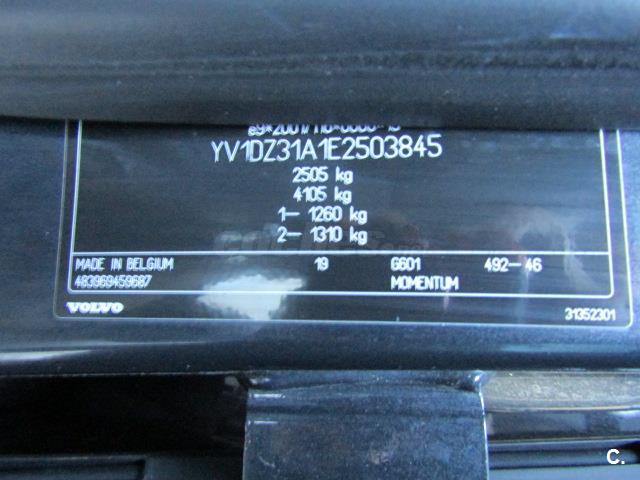 YV1DZ31A1E2503845
2505 kg
4105 kg
1– 1260 kg
2– 1310 kg
MADE IN BELGIUM 19 G601 492–46
483969459687 MOMENTUM
VOLVO 31352301
C.